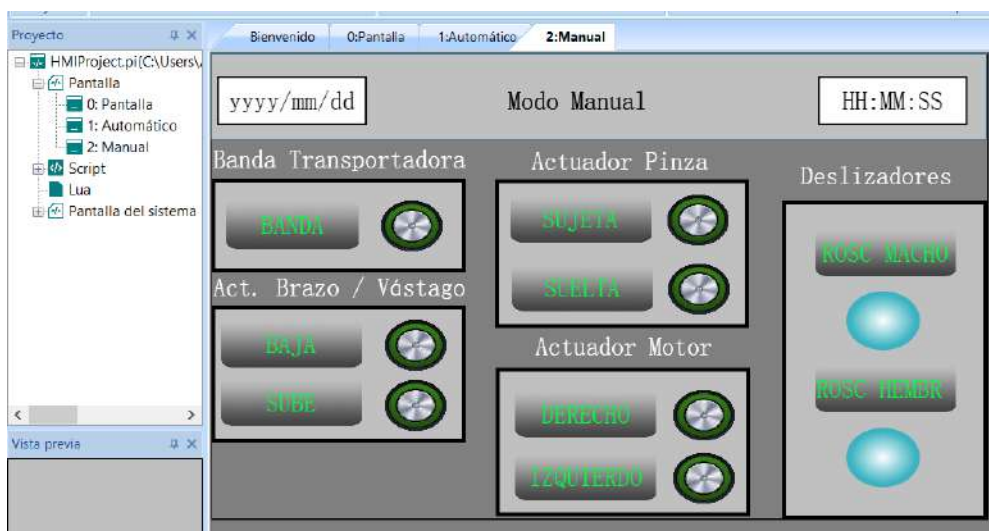 Proyecto
HMIProject.pi(C:\Users\
Pantalla
0: Pantalla
1: Automático
2: Manual
Script
Lua
Pantalla del sistema
Vista previa
Bienvenido
0:Pantalla
1:Automático
2:Manual
yyyy/mm/dd
Modo Manual
HH:MM:SS
Banda Transportadora
BANDA
Act. Brazo / Vástago
BAJA
SUBE
Actuador Pinza
SUJETA
SUELTA
Actuador Motor
DERECHO
IZQUIERDO
Deslizadores
ROSC MACHO
ROSC HEMBR